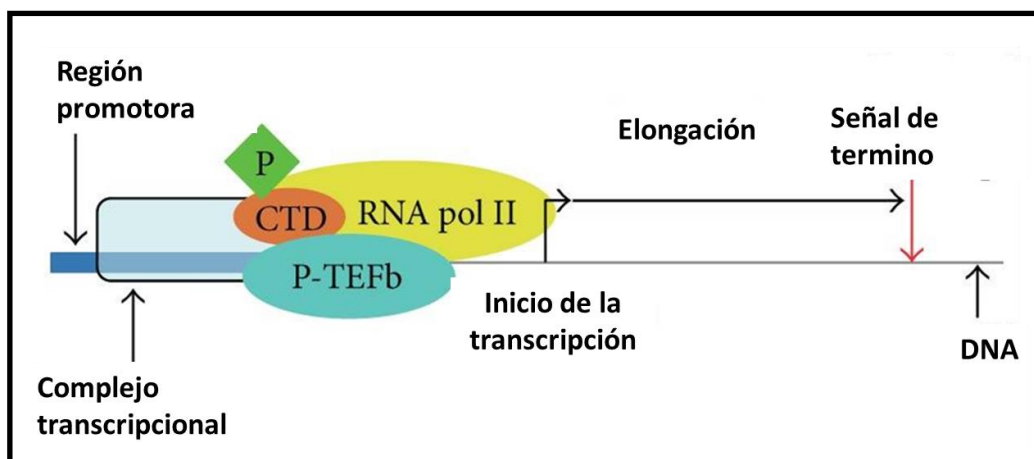 Región
promotora
P
CTD
RNA pol II
P-TEFb
Elongación
Señal de
termino
Inicio de la
transcripción
DNA
Complejo
transcripcional